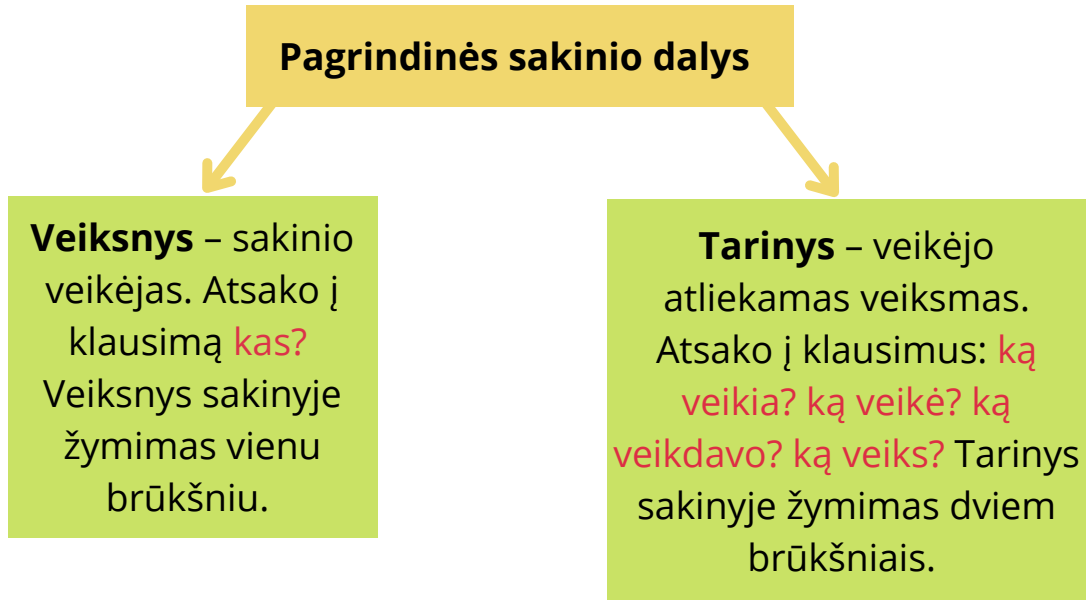 Pagrindinės sakinio dalys
Veiksnys – sakinio
veikėjas. Atsako į
klausimą kas?
Veiksnys sakinyje
žymimas vienu
brūkšniu.
Tarinys – veikėjo
atliekamas veiksmas.
Atsako į klausimus: ką
veikia? ką veikė? ką
veikdavo? ką veiks? Tarinys
sakinyje žymimas dviem
brūkšniais.